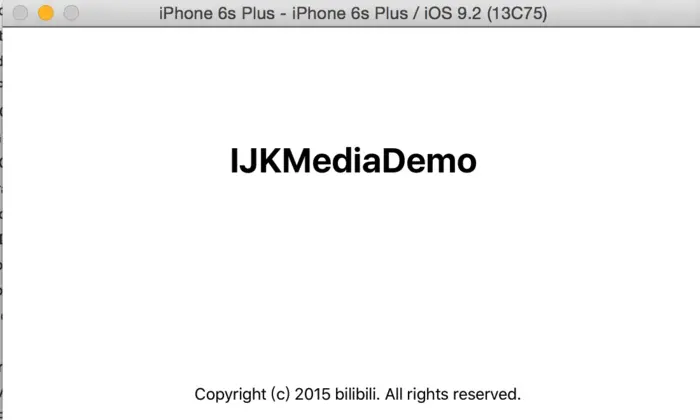 iPhone 6s Plus - iPhone 6s Plus / iOS 9.2 (13C75)
IJKMediaDemo
Copyright (c) 2015 bilibili. All rights reserved.